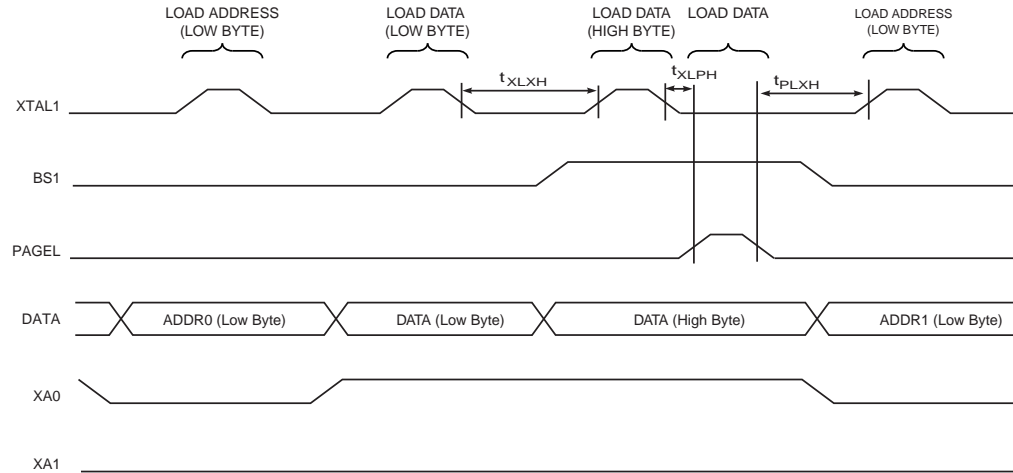 LOAD ADDRESS
(LOW BYTE)
LOAD DATA
(LOW BYTE)
LOAD DATA
(HIGH BYTE)
LOAD DATA
LOAD ADDRESS
(LOW BYTE)
tXLXH
tXLPH
tPLXH
XTAL1
BS1
PAGEL
DATA
ADDR0 (Low Byte)
DATA (Low Byte)
DATA (High Byte)
ADDR1 (Low Byte)
XA0
XA1